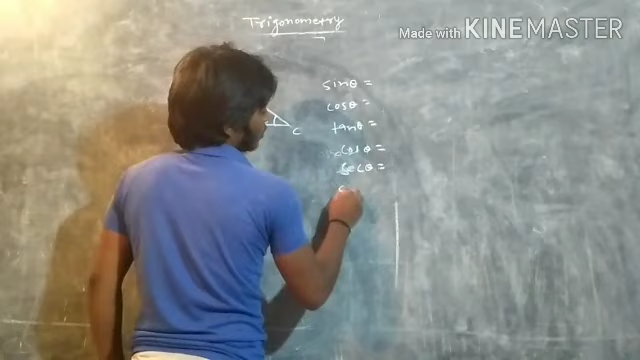 Trigonometry
Made with KINEMASTER
sinθ =
cosθ =
tanθ =
cotθ =
secθ =
c
C